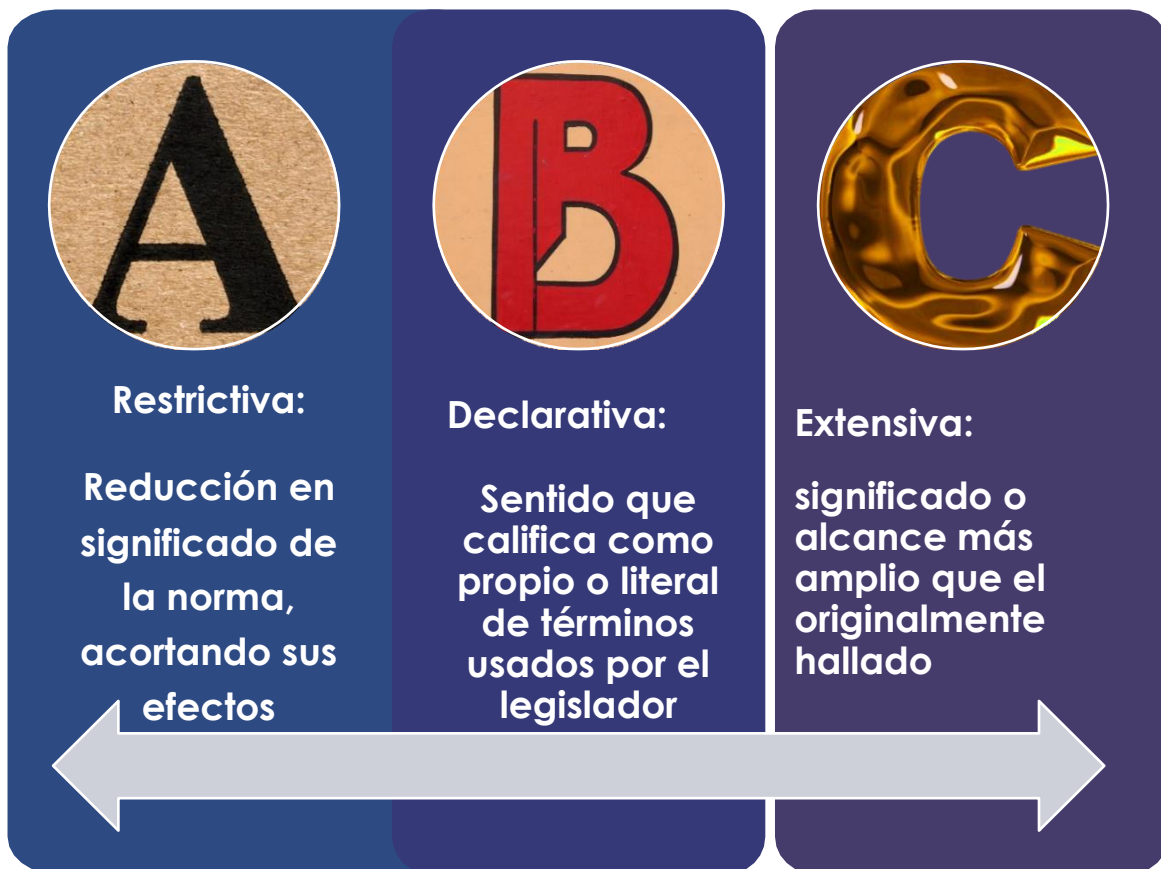 A
Restrictiva:
Reducción en
significado de
la norma,
acortando sus
efectos
B
Declarativa:
Sentido que
califica como
propio o literal
de términos
usados por el
legislador
C
Extensiva:
significado o
alcance más
amplio que el
originalmente
hallado